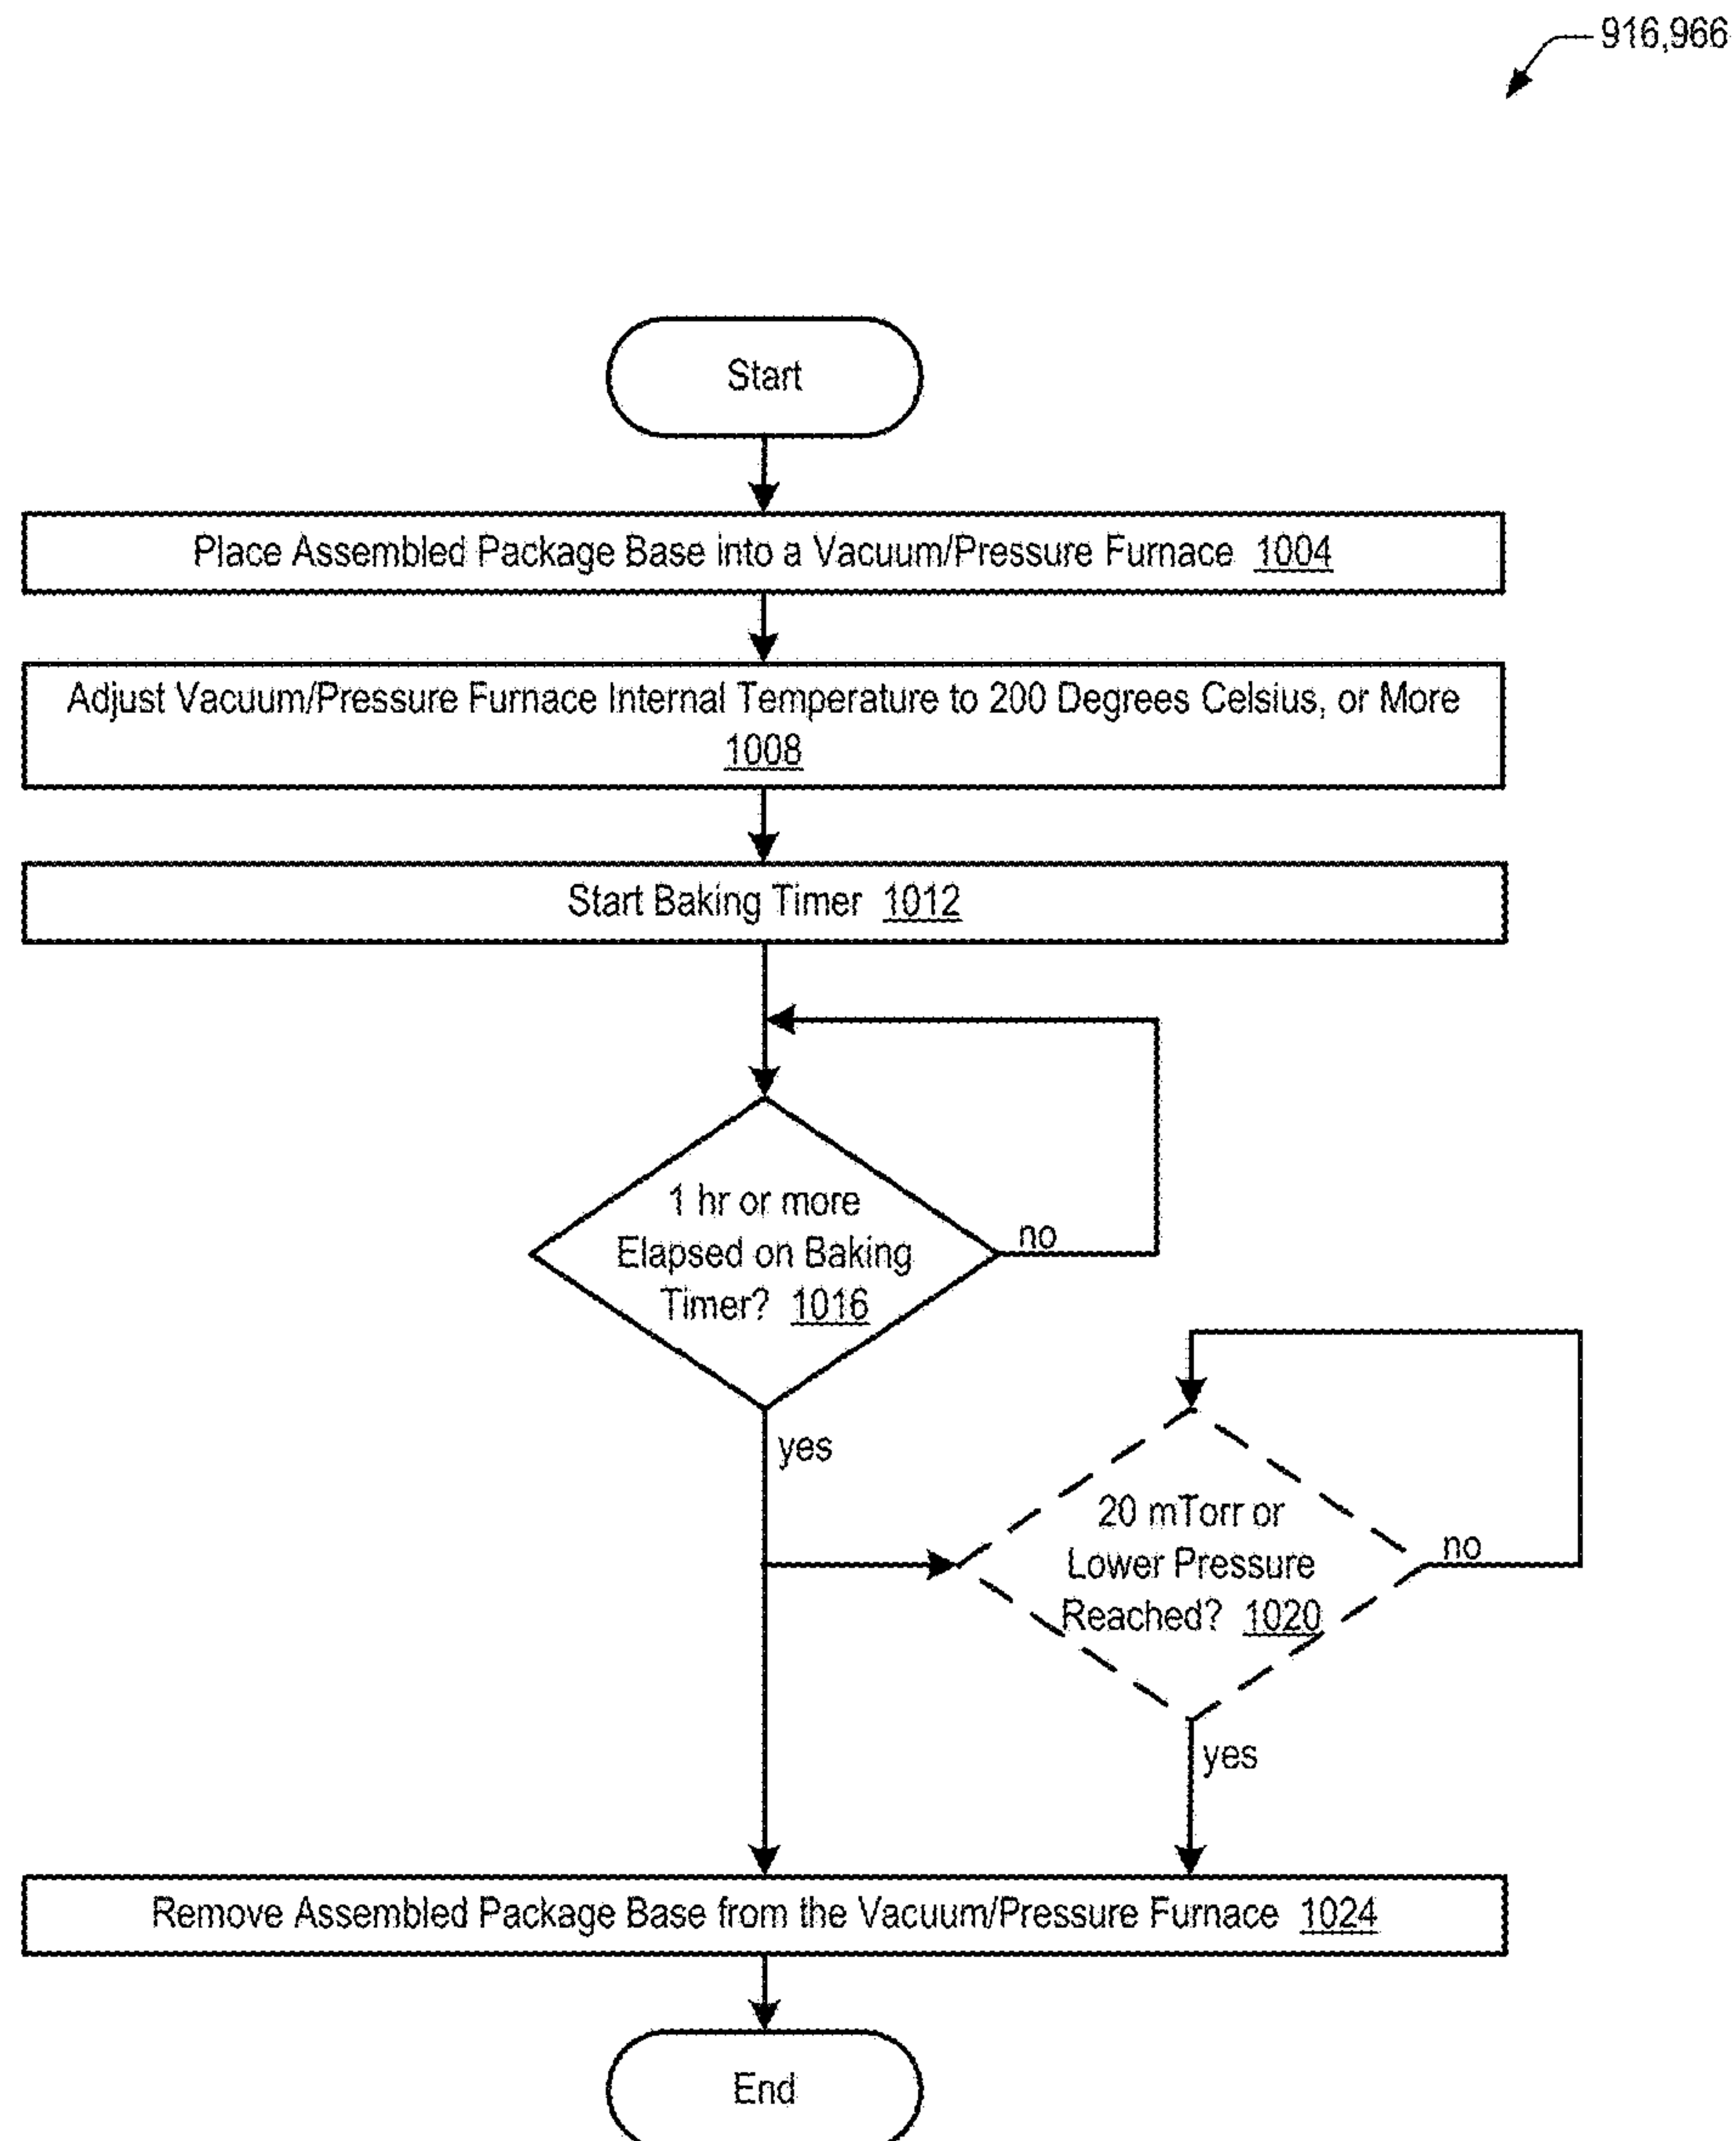 916,966
Start
Place Assembled Package Base into a Vacuum/Pressure Furnace 1004
Adjust Vacuum/Pressure Furnace Internal Temperature to 200 Degrees Celsius, or More
1008
Start Baking Timer 1012
1 hr or more
Elapsed on Baking
Timer? 1016
no
yes
20 mTorr or
Lower Pressure
Reached? 1020
no
yes
Remove Assembled Package Base from the Vacuum/Pressure Furnace 1024
End